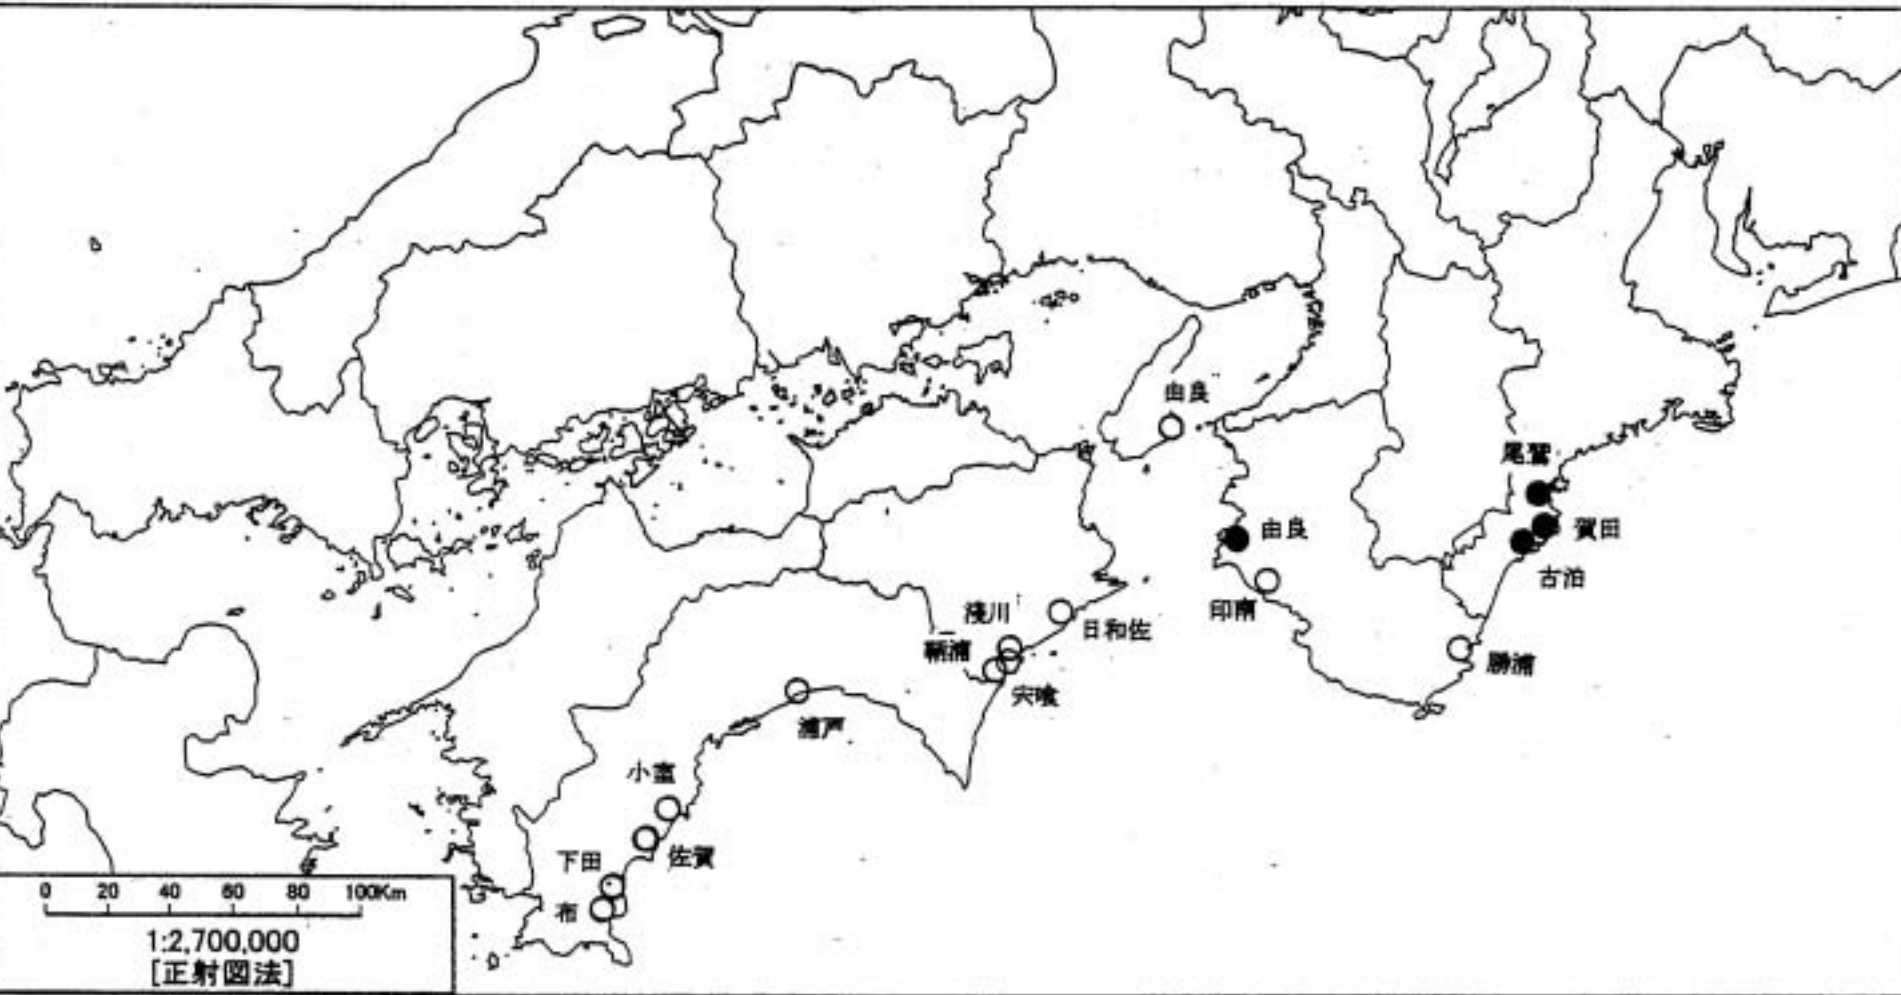 由良
尾鷲
由良
賀田
古泊
印南
浅川
日和佐
鞆浦
勝浦
宍喰
浦戸
小室
下田
佐賀
布
0 20 40 60 80 100Km
1:2,700,000
[正射図法]